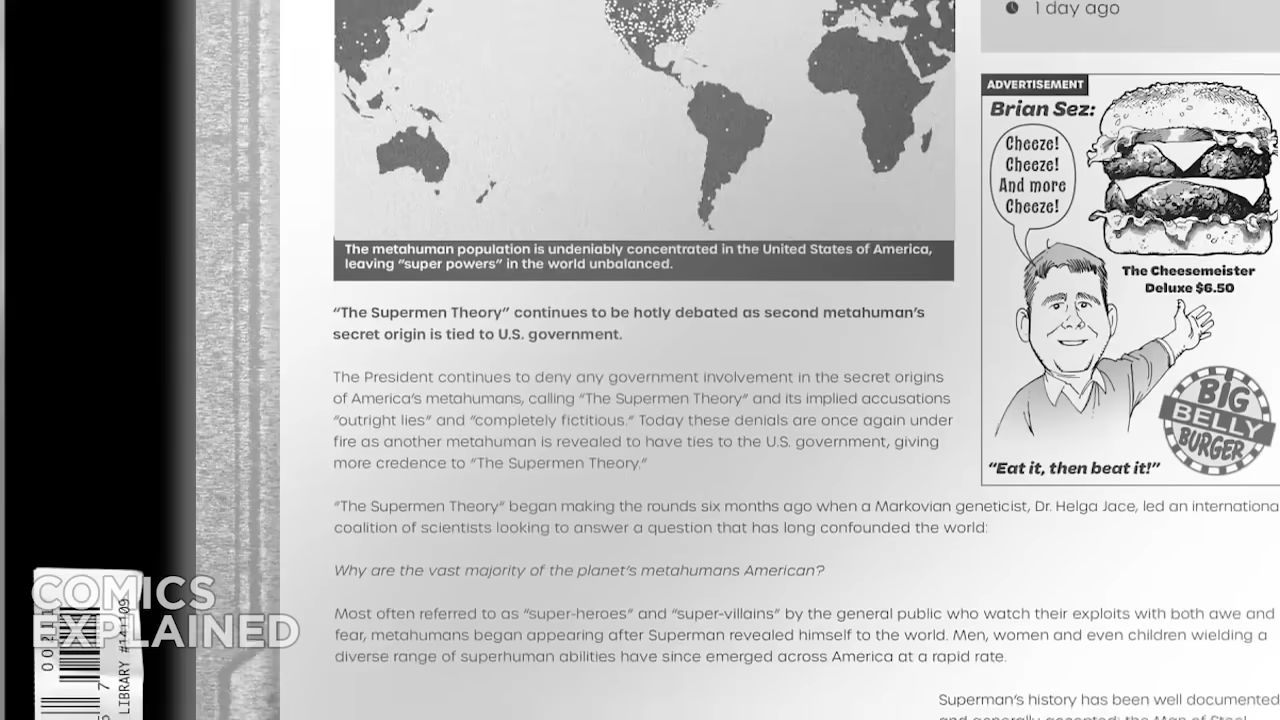 1 day ago
The metahuman population is undeniably concentrated in the United States of America,
leaving “super powers” in the world unbalanced.
“The Supermen Theory” continues to be hotly debated as second metahuman’s
secret origin is tied to U.S. government.
The President continues to deny any government involvement in the secret origins
of America’s metahumans, calling “The Supermen Theory” and its implied accusations
“outright lies” and “completely fictitious.” Today these denials are once again under
fire as another metahuman is revealed to have ties to the U.S. government, giving
more credence to “The Supermen Theory.”
“The Supermen Theory” began making the rounds six months ago when a Markovian geneticist, Dr. Helga Jace, led an internationa
coalition of scientists looking to answer a question that has long confounded the world:
Why are the vast majority of the planet’s metahumans American?
Most often referred to as “super-heroes” and “super-villains” by the general public who watch their exploits with both awe and
fear, metahumans began appearing after Superman revealed himself to the world. Men, women and even children wielding a
diverse range of superhuman abilities have since emerged across America at a rapid rate.
Superman’s history has been well documented
and generally accepted: the Man of Steel
ADVERTISEMENT
Brian Sez:
Cheeze!
Cheeze!
And more
Cheeze!
The Cheesemeister
Deluxe $6.50
BIG
BELLY
BURGER
“Eat it, then beat it!”
COMICS
EXPLAINED